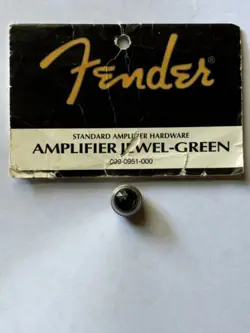 Fender
STANDARD AMPLIFIER HARDWARE
AMPLIFIER JEWEL-GREEN
099-0951-000